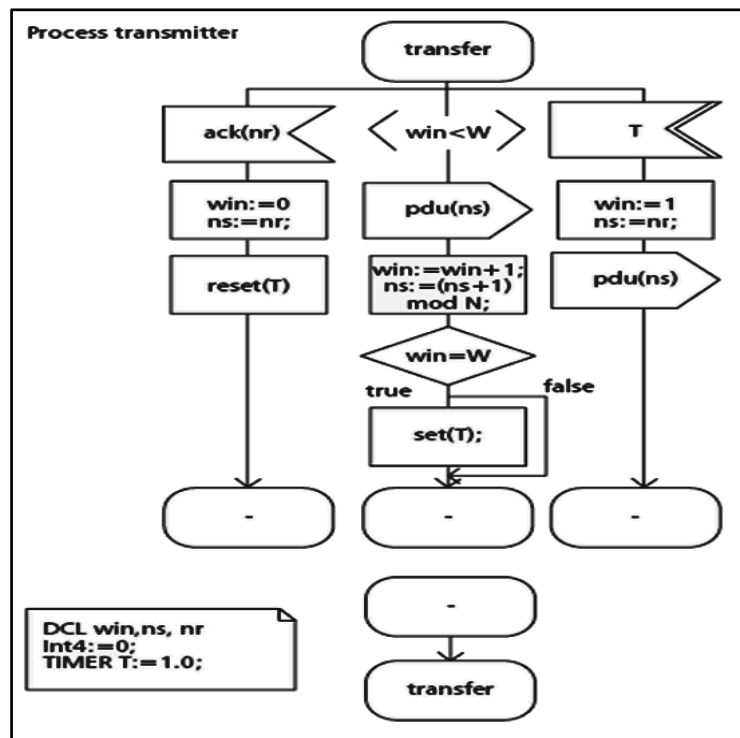 Process transmitter
transfer
ack(nr)
win<W
T
win:=0
ns:=nr;
pdu(ns)
win:=1
ns:=nr;
reset(T)
win:=win+1;
ns:=(ns+1)
mod N;
pdu(ns)
win=W
true
false
set(T);
-
-
-
-
DCL win,ns, nr
Int4:=0;
TIMER T:=1.0;
transfer